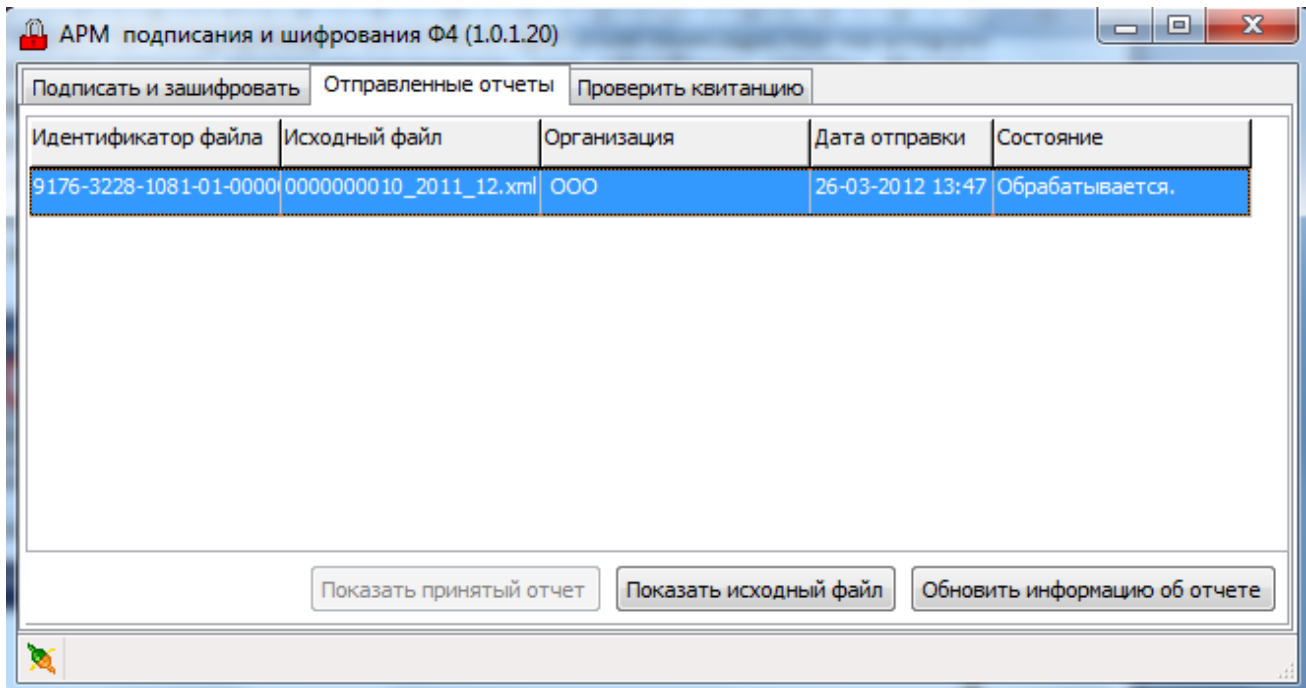 АРМ подписания и шифрования Ф4 (1.0.1.20)
Подписать и зашифровать Отправленные отчеты Проверить квитанцию
Идентификатор файла Исходный файл Организация Дата отправки Состояние
9176-3228-1081-01-0000 0000000010_2011_12.xml ООО 26-03-2012 13:47 Обрабатывается.
Показать принятый отчет Показать исходный файл Обновить информацию об отчете